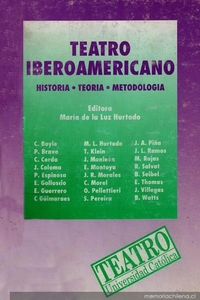 TEATRO
IBEROAMERICANO
HISTORIA • TEORIA • METODOLOGIA
Editora
María de la Luz Hurtado
C. Boyle M. L. Hurtado J. A. Piña
P. Bravo T. Klein J. L. Ramos
C. Cerda J. Monleón M. Rojas
J. Coloma E. Montoya R. Salvat
P. Espinosa J. R. Morales B. Seibel
E. Galluscio C. Morel E. Thomas
E. Guerrero O. Pellettieri J. Villegas
C. Guimaraes S. Pereira B. Watts
TEATRO
Universidad Católica
memoriachilena.cl